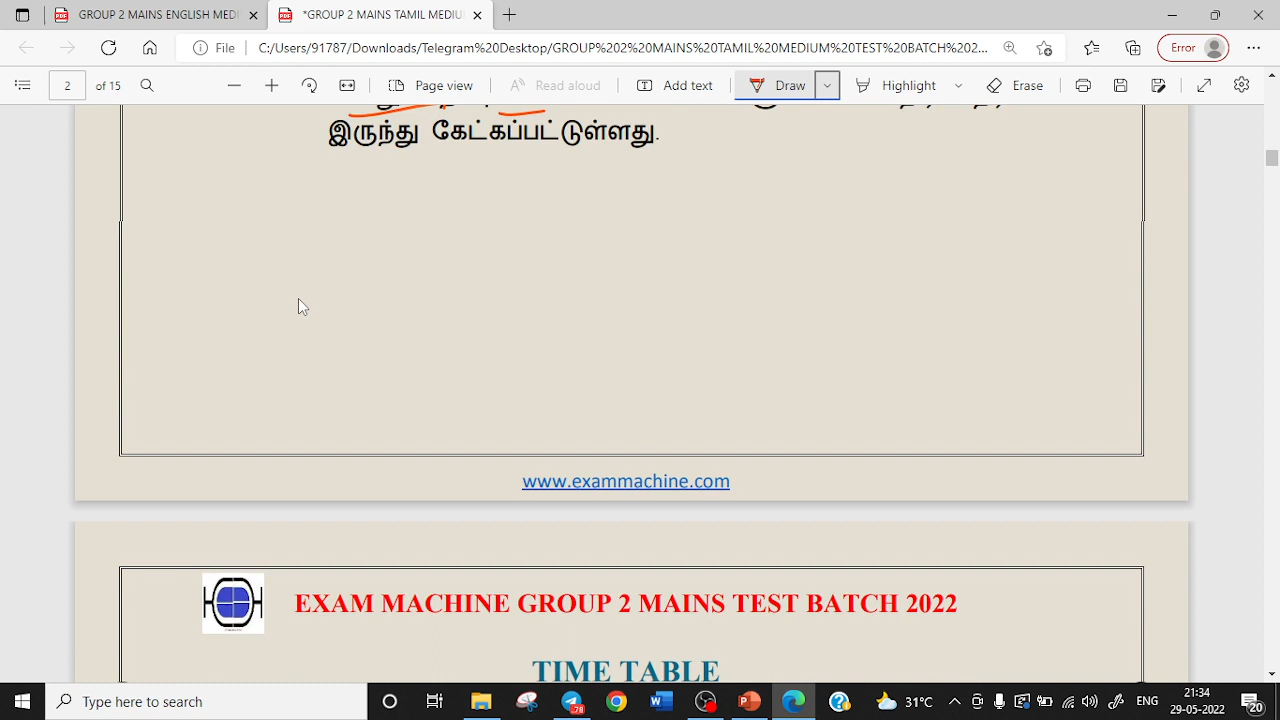 GROUP 2 MAINS ENGLISH MEDI
*GROUP 2 MAINS TAMIL MEDIU
File
C:/Users/91787/Downloads/Telegram%20Desktop/GROUP%202%20MAINS%20TAMIL%20MEDIUM%20TEST%20BATCH%202...
Error
2 of 15
Page view
Read aloud
Add text
Draw
Highlight
Erase
இருந்து கேட்கப்பட்டுள்ளது.
www.exammachine.com
EXAM MACHINE GROUP 2 MAINS TEST BATCH 2022
TIME TABLE
Type here to search
78
31°C
ENG
21:34
29-05-2022
20